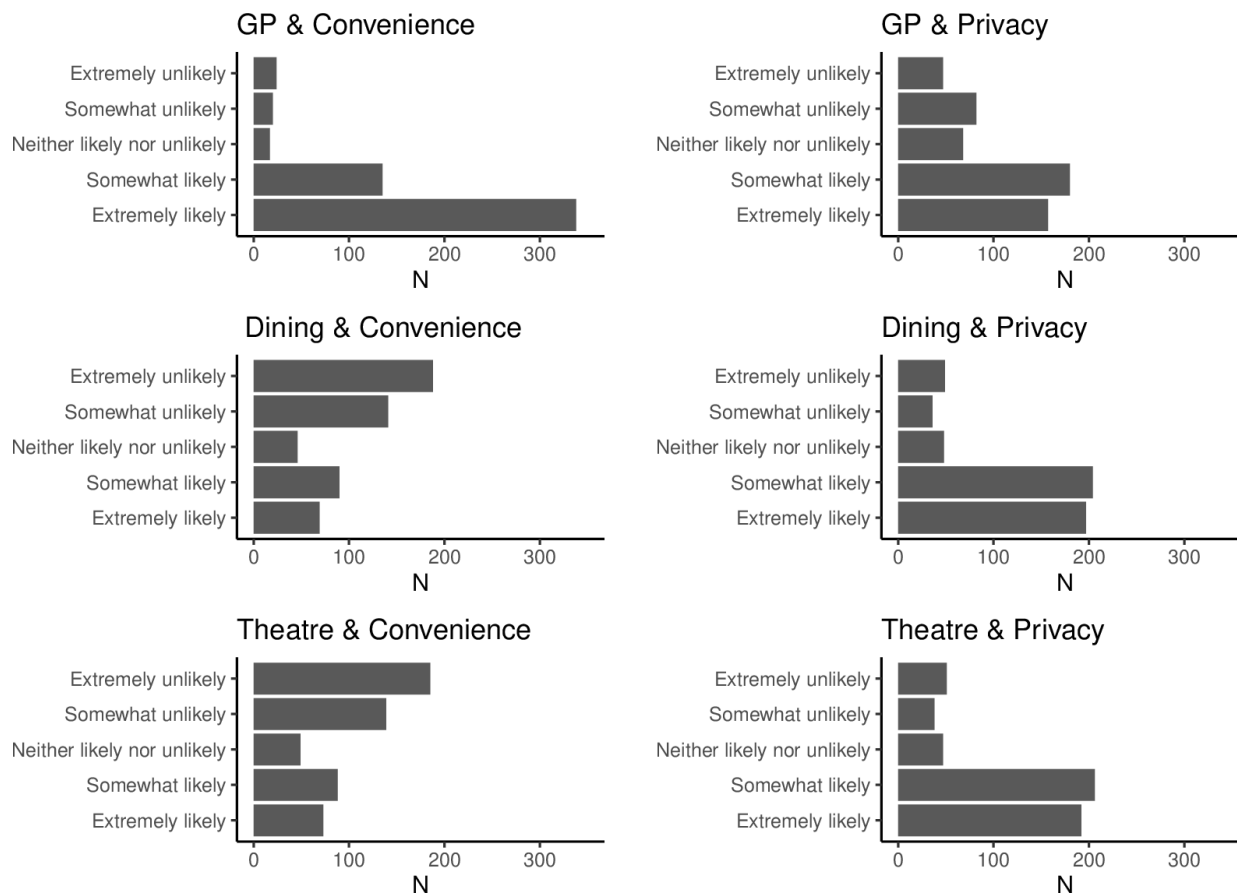 GP & Convenience
Extremely unlikely
Somewhat unlikely
Neither likely nor unlikely
Somewhat likely
Extremely likely
0 100 200 300
N
GP & Privacy
Extremely unlikely
Somewhat unlikely
Neither likely nor unlikely
Somewhat likely
Extremely likely
0 100 200 300
N
Dining & Convenience
Extremely unlikely
Somewhat unlikely
Neither likely nor unlikely
Somewhat likely
Extremely likely
0 100 200 300
N
Dining & Privacy
Extremely unlikely
Somewhat unlikely
Neither likely nor unlikely
Somewhat likely
Extremely likely
0 100 200 300
N
Theatre & Convenience
Extremely unlikely
Somewhat unlikely
Neither likely nor unlikely
Somewhat likely
Extremely likely
0 100 200 300
N
Theatre & Privacy
Extremely unlikely
Somewhat unlikely
Neither likely nor unlikely
Somewhat likely
Extremely likely
0 100 200 300
N